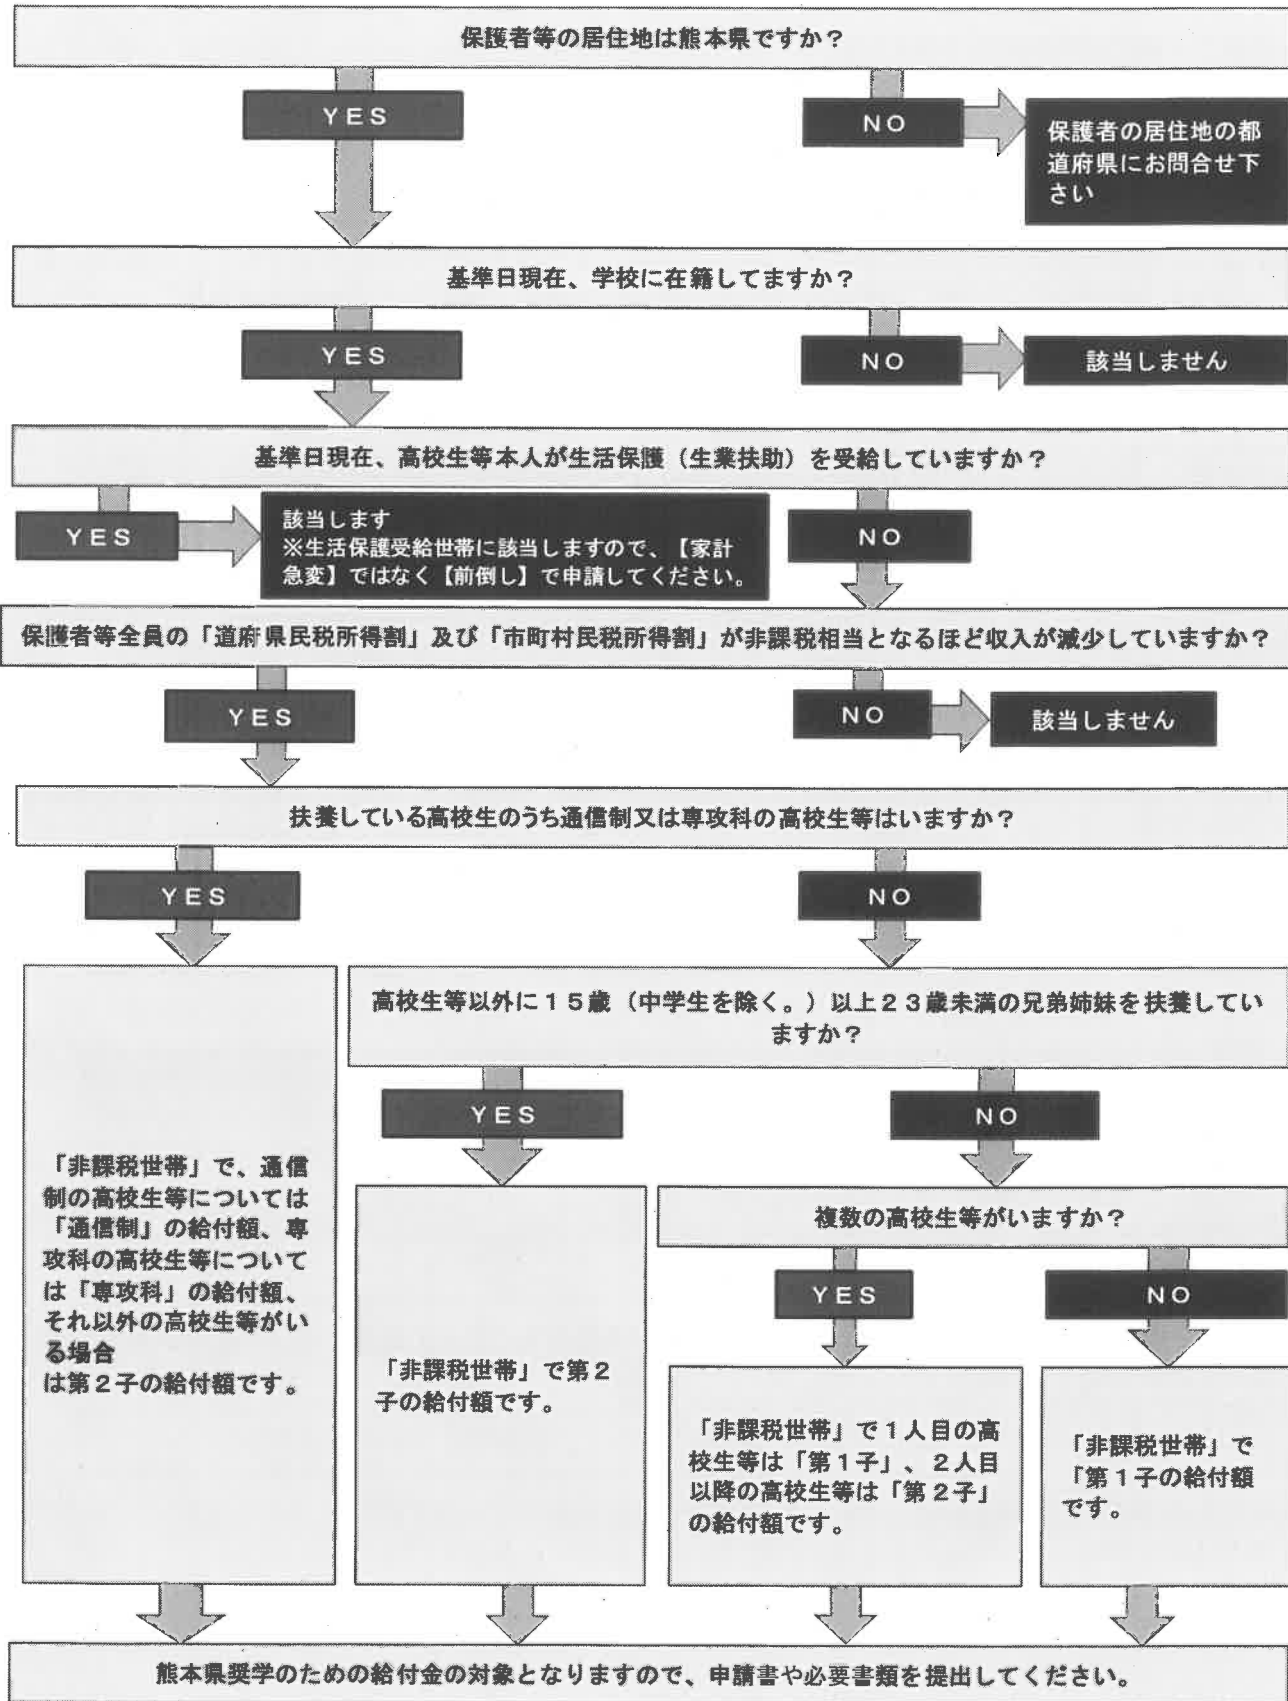 保護者等の居住地は熊本県ですか？
ＹＥＳ
ＮＯ
保護者の居住地の都
道府県にお問合せ下
さい
基準日現在、学校に在籍してますか？
ＹＥＳ
ＮＯ
該当しません
基準日現在、高校生等本人が生活保護（生業扶助）を受給していますか？
ＹＥＳ
該当します
※生活保護受給世帯に該当しますので、【家計
急変】ではなく【前倒し】で申請してください。
ＮＯ
保護者等全員の「道府県民税所得割」及び「市町村民税所得割」が非課税相当となるほど収入が減少していますか？
ＹＥＳ
ＮＯ
該当しません
扶養している高校生のうち通信制又は専攻科の高校生等はいますか？
ＹＥＳ
ＮＯ
高校生等以外に１５歳（中学生を除く。）以上２３歳未満の兄弟姉妹を扶養してい
ますか？
ＹＥＳ
ＮＯ
「非課税世帯」で、通信
制の高校生等については
「通信制」の給付額、専
攻科の高校生等について
は「専攻科」の給付額、
それ以外の高校生等がい
る場合
は第２子の給付額です。
「非課税世帯」で第２
子の給付額です。
複数の高校生等がいますか？
ＹＥＳ
ＮＯ
「非課税世帯」で１人目の高
校生等は「第１子」、２人目
以降の高校生等は「第２子」
の給付額です。
「非課税世帯」で
「第１子の給付額
です。
熊本県奨学のための給付金の対象となりますので、申請書や必要書類を提出してください。